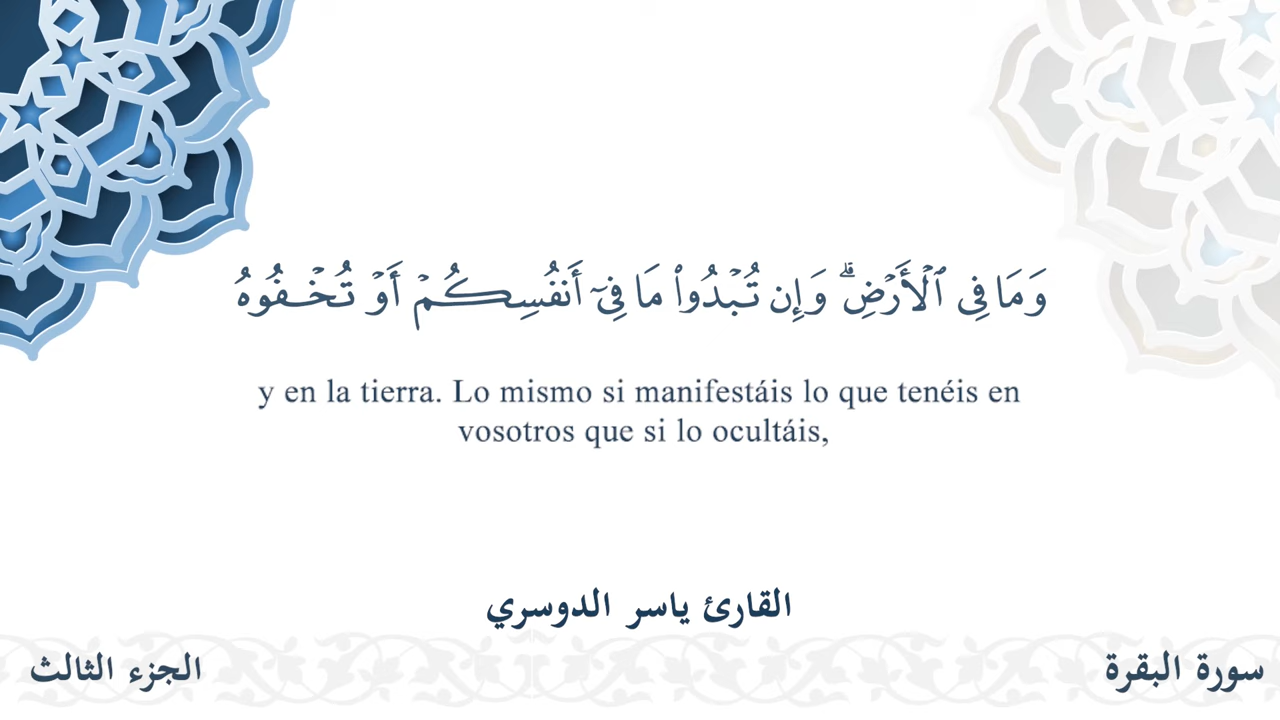 وَمَا فِى ٱلْأَرْضِ ۗ وَإِن تُبْدُوا۟ مَا فِىٓ أَنفُسِكُمْ أَوْ تُخْفُوهُ
y en la tierra. Lo mismo si manifestáis lo que tenéis en
vosotros que si lo ocultáis,
القارئ ياسر الدوسري
سورة البقرة
الجزء الثالث